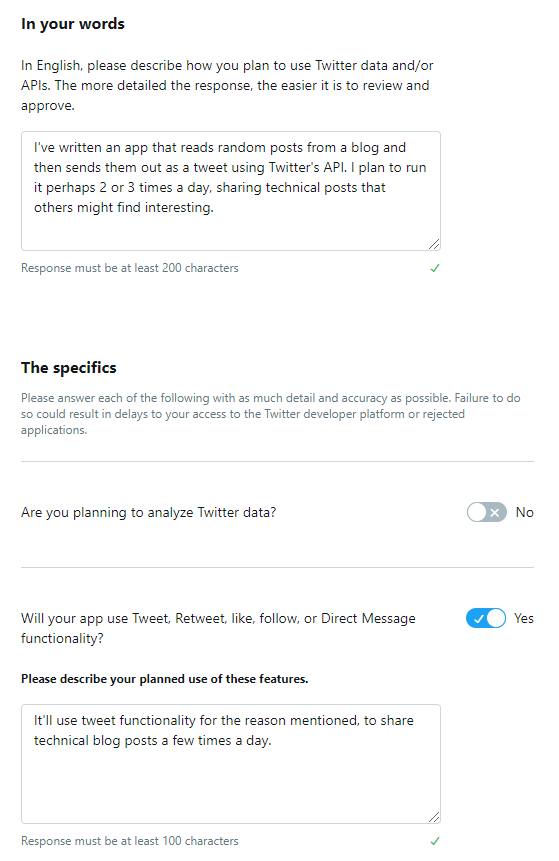 In your words
In English, please describe how you plan to use Twitter data and/or
APIs. The more detailed the response, the easier it is to review and
approve.
I've written an app that reads random posts from a blog and
then sends them out as a tweet using Twitter's API. I plan to run
it perhaps 2 or 3 times a day, sharing technical posts that
others might find interesting.
Response must be at least 200 characters
The specifics
Please answer each of the following with as much detail and accuracy as possible. Failure to do
so could result in delays to your access to the Twitter developer platform or rejected
applications.
Are you planning to analyze Twitter data?
No
Will your app use Tweet, Retweet, like, follow, or Direct Message
functionality?
Yes
Please describe your planned use of these features.
It'll use tweet functionality for the reason mentioned, to share
technical blog posts a few times a day.
Response must be at least 100 characters